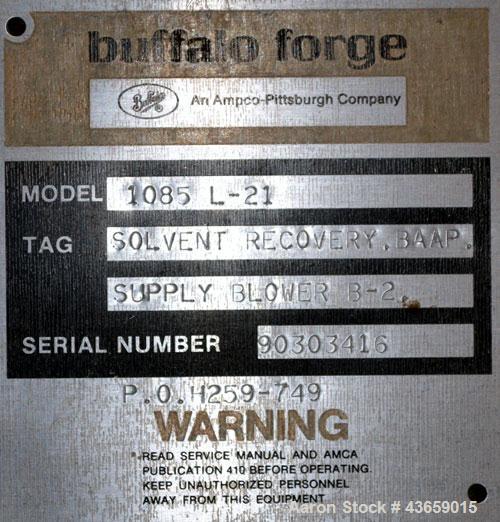 buffalo forge
Buffalo
An Ampco-Pittsburgh Company
MODEL 1085 L-21
TAG SOLVENT RECOVERY, BAAP.
SUPPLY BLOWER B-2.
SERIAL NUMBER 90303416
P.O.H259-749
WARNING
READ SERVICE MANUAL AND AMCA
PUBLICATION 410 BEFORE OPERATING.
KEEP UNAUTHORIZED PERSONNEL
AWAY FROM THIS EQUIPMENT
Aaron Stock # 43659015